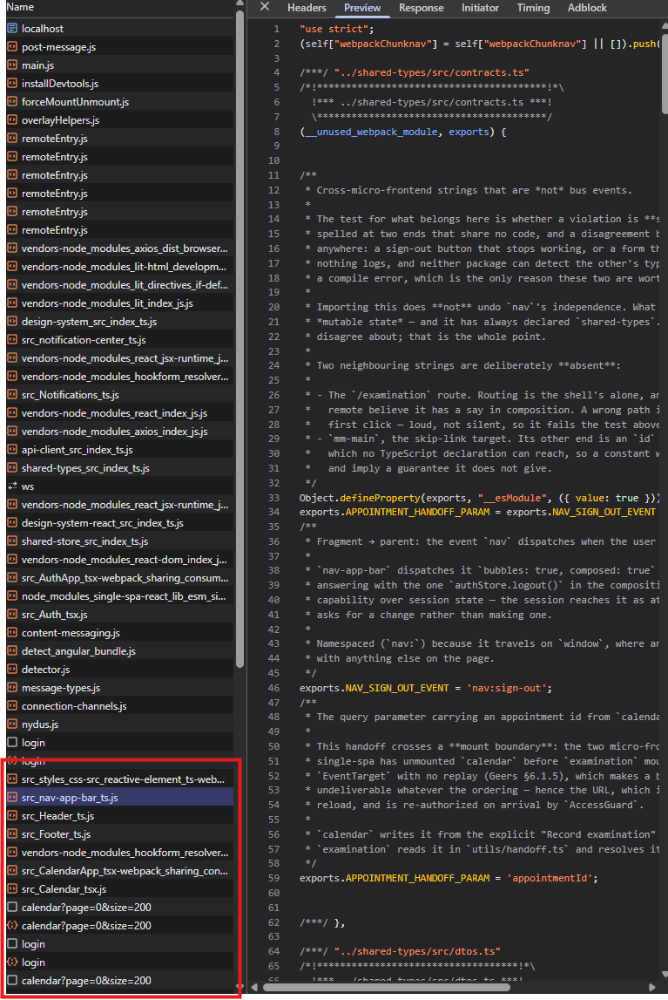 Name
localhost
post-message.js
main.js
installDevtools.js
forceMountUnmount.js
overlayHelpers.js
remoteEntry.js
remoteEntry.js
remoteEntry.js
remoteEntry.js
remoteEntry.js
remoteEntry.js
vendors-node_modules_axios_dist_browser...
vendors-node_modules_lit-html_developm...
vendors-node_modules_lit_directives_if-def...
vendors-node_modules_lit_index_js.js
design-system_src_index_ts.js
src_notification-center_ts.js
vendors-node_modules_react_jsx-runtime_j...
vendors-node_modules_hookform_resolver...
src_Notifications_ts.js
vendors-node_modules_react_index_js.js
vendors-node_modules_axios_index_js.js
api-client_src_index_ts.js
shared-types_src_index_ts.js
ws
vendors-node_modules_react_jsx-runtime_j...
design-system-react_src_index_ts.js
shared-store_src_index_ts.js
vendors-node_modules_react-dom_index_j...
src_AuthApp_tsx-webpack_sharing_consum...
node_modules_single-spa-react_lib_esm_si...
src_Auth_tsx.js
content-messaging.js
detect_angular_bundle.js
detector.js
message-types.js
connection-channels.js
nydus.js
login
login
src_styles_css-src_reactive-element_ts-web...
src_nav-app-bar_ts.js
src_Header_ts.js
src_Footer_ts.js
vendors-node_modules_hookform_resolver...
src_CalendarApp_tsx-webpack_sharing_con...
src_Calendar_tsx.js
calendar?page=0&size=200
calendar?page=0&size=200
login
login
calendar?page=0&size=200
Headers Preview Response Initiator Timing Adblock
1 "use strict";
2 (self["webpackChunknav"] = self["webpackChunknav"] || []).push(
3
4 /***/ "../shared-types/src/contracts.ts"
5 /*!****************************************!*\
6 !*** ../shared-types/src/contracts.ts ***!
7 \****************************************/
8 (__unused_webpack_module, exports) {
9
10
11 /**
12 * Cross-micro-frontend strings that are *not* bus events.
13 *
14 * The test for what belongs here is whether a violation is **s
15 * spelled at two ends that share no code, and a disagreement b
16 * anywhere: a sign-out button that stops working, or a form th
17 * nothing logs, and neither package can detect the other's typ
18 * a compile error, which is the only reason these two are wort
19 *
20 * Importing this does **not** undo `nav`'s independence. What
21 * *mutable state* — and it has always declared `shared-types`.
22 * disagree about; that is the whole point.
23 *
24 * Two neighbouring strings are deliberately **absent**:
25 *
26 * - The `/examination` route. Routing is the shell's alone, an
27 * remote believe it has a say in composition. A wrong path i
28 * first click — loud, not silent, so it fails the test above
29 * - `mm-main`, the skip-link target. Its other end is an `id`
30 * which no TypeScript declaration can reach, so a constant w
31 * and imply a guarantee it does not give.
32 */
33 Object.defineProperty(exports, "__esModule", ({ value: true }))
34 exports.APPOINTMENT_HANDOFF_PARAM = exports.NAV_SIGN_OUT_EVENT
35 /**
36 * Fragment → parent: the event `nav` dispatches when the user
37 *
38 * `nav-app-bar` dispatches it `bubbles: true, composed: true`
39 * answering with the one `authStore.logout()` in the compositi
40 * capability over session state — the session reaches it as at
41 * asks for a change rather than making one.
42 *
43 * Namespaced (`nav:`) because it travels on `window`, where an
44 * with anything else on the page.
45 */
46 exports.NAV_SIGN_OUT_EVENT = 'nav:sign-out';
47 /**
48 * The query parameter carrying an appointment id from `calenda
49 *
50 * This handoff crosses a **mount boundary**: the two micro-fro
51 * single-spa has unmounted `calendar` before `examination` mou
52 * `EventTarget` with no replay (Geers §6.1.5), which makes a b
53 * undeliverable whatever the ordering — hence the URL, which i
54 * reload, and is re-authorized on arrival by `AccessGuard`.
55 *
56 * `calendar` writes it from the explicit "Record examination"
57 * `examination` reads it in `utils/handoff.ts` and resolves it
58 */
59 exports.APPOINTMENT_HANDOFF_PARAM = 'appointmentId';
60
61
62 /***/ },
63
64 /***/ "../shared-types/src/dtos.ts"
65 /*!***********************************!*\